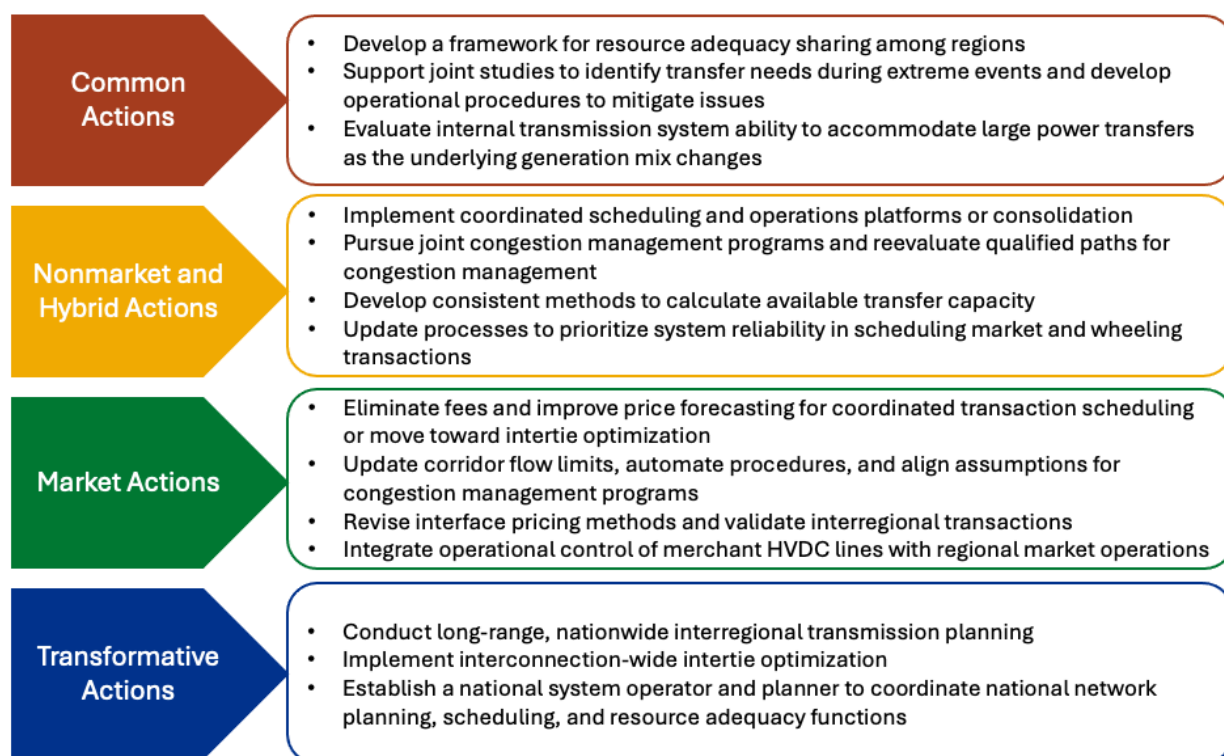 Common
Actions
• Develop a framework for resource adequacy sharing among regions
• Support joint studies to identify transfer needs during extreme events and develop
operational procedures to mitigate issues
• Evaluate internal transmission system ability to accommodate large power transfers
as the underlying generation mix changes
Nonmarket and
Hybrid Actions
• Implement coordinated scheduling and operations platforms or consolidation
• Pursue joint congestion management programs and reevaluate qualified paths for
congestion management
• Develop consistent methods to calculate available transfer capacity
• Update processes to prioritize system reliability in scheduling market and wheeling
transactions
Market Actions
• Eliminate fees and improve price forecasting for coordinated transaction scheduling
or move toward intertie optimization
• Update corridor flow limits, automate procedures, and align assumptions for
congestion management programs
• Revise interface pricing methods and validate interregional transactions
• Integrate operational control of merchant HVDC lines with regional market operations
Transformative
Actions
• Conduct long-range, nationwide interregional transmission planning
• Implement interconnection-wide intertie optimization
• Establish a national system operator and planner to coordinate national network
planning, scheduling, and resource adequacy functions